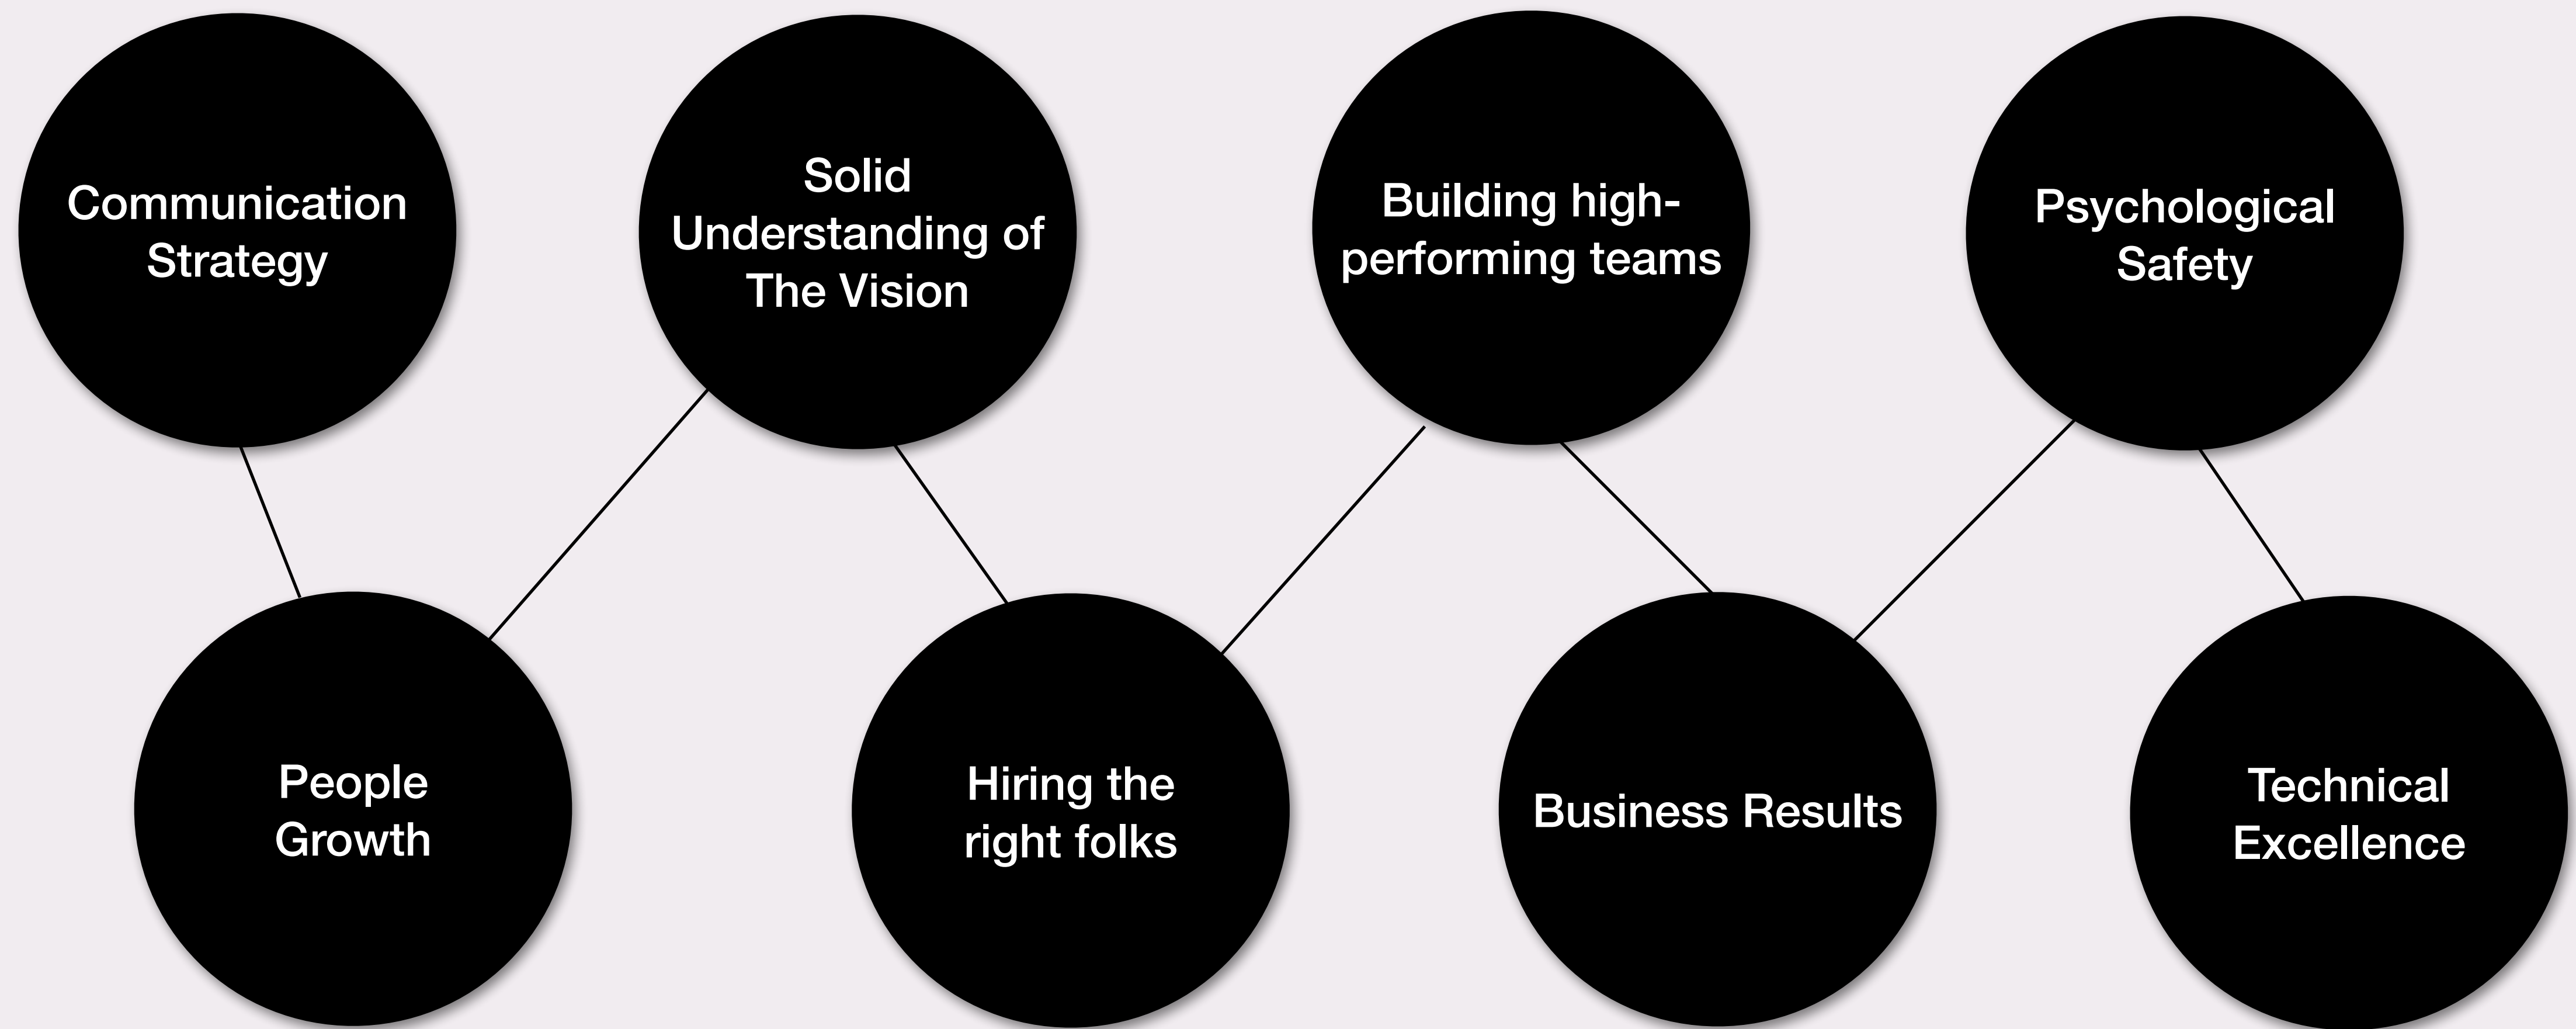 Communication
Strategy
Solid
Understanding of
The Vision
Building high-
performing teams
Psychological
Safety
People
Growth
Hiring the
right folks
Business Results
Technical
Excellence